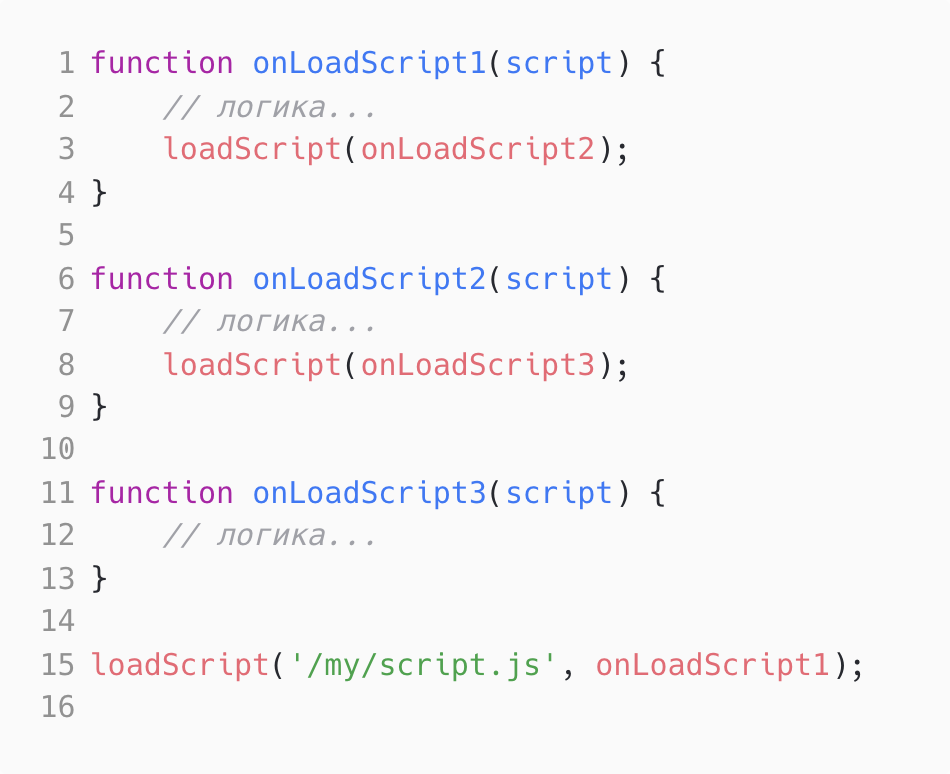 1 function onLoadScript1(script) {
2     // логика...
3     loadScript(onLoadScript2);
4 }
5
6 function onLoadScript2(script) {
7     // логика...
8     loadScript(onLoadScript3);
9 }
10
11 function onLoadScript3(script) {
12     // логика...
13 }
14
15 loadScript('/my/script.js', onLoadScript1);
16